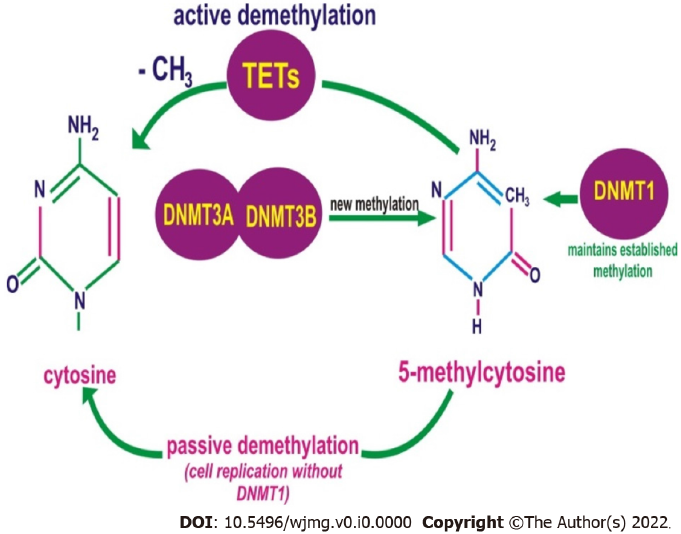 active demethylation
- CH3
TETs
NH2
N
O
N
cytosine
DNMT3A
DNMT3B
new methylation
NH2
N
CH3
O
N
H
5-methylcytosine
DNMT1
maintains established
methylation
passive demethylation
(cell replication without
DNMT1)
DOI: 10.5496/wjmg.v0.i0.0000 Copyright ©The Author(s) 2022.